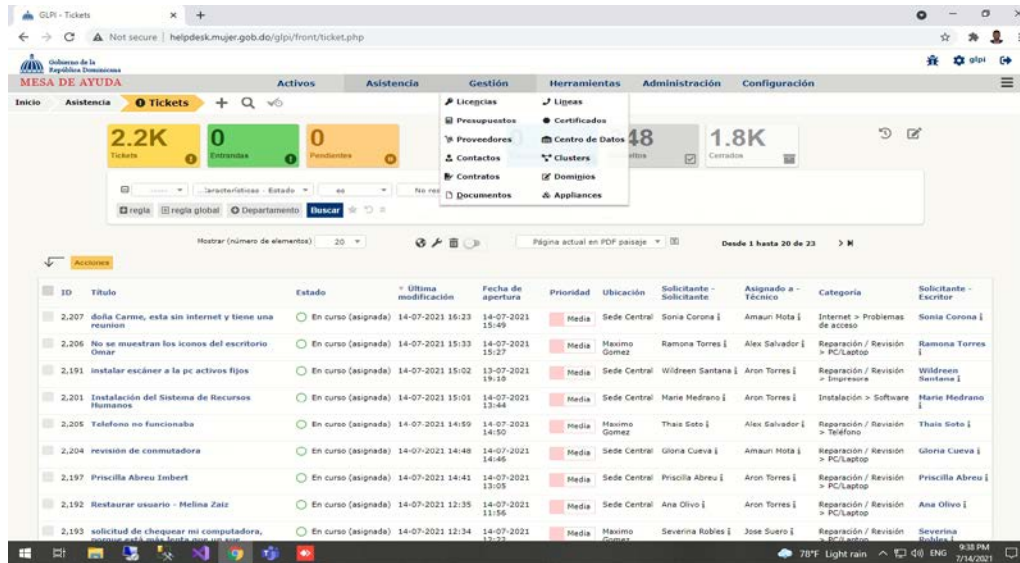 GLPI - Tickets
Not secure | helpdesk.mujer.gob.do/glpi/front/ticket.php
Gobierno de la
República Dominicana
glpi
MESA DE AYUDA
Activos Asistencia Gestión Herramientas Administración Configuración
Inicio Asistencia Tickets
Licencias Líneas
Presupuestos Certificados
Proveedores Centro de Datos
Contactos Clusters
Contratos Dominios
Documentos Appliances
2.2K
Tickets
0
Entrandas
0
Pendientes
48
1.8K
Cerrados
Características - Estado es
regla regla global Departamento Buscar
Mostrar (número de elementos) 20 Página actual en PDF paisaje Desde 1 hasta 20 de 23
Acciones
ID Título Estado Última modificación Fecha de apertura Prioridad Ubicación Solicitante - Solicitante Asignado a - Técnico Categoría Solicitante - Escritor
2,207 doña Carme, esta sin internet y tiene una reunion En curso (asignada) 14-07-2021 16:23 14-07-2021 15:49 Media Sede Central Sonia Corona Amauri Mota Internet > Problemas de acceso Sonia Corona
2,206 No se muestran los iconos del escritorio Omar En curso (asignada) 14-07-2021 15:33 14-07-2021 15:27 Media Maximo Gomez Ramona Torres Alex Salvador Reparación / Revisión > PC/Laptop Ramona Torres
2,191 instalar escáner a la pc activos fijos En curso (asignada) 14-07-2021 15:02 13-07-2021 19:10 Media Sede Central Wildreen Santana Aron Torres Reparación / Revisión > Impresora Wildreen Santana
2,201 Instalación del Sistema de Recursos Humanos En curso (asignada) 14-07-2021 15:01 14-07-2021 13:44 Media Sede Central Marie Medrano Aron Torres Instalación > Software Marie Medrano
2,205 Telefono no funcionaba En curso (asignada) 14-07-2021 14:59 14-07-2021 14:50 Media Maximo Gomez Thais Soto Alex Salvador Reparación / Revisión > Teléfono Thais Soto
2,204 revisión de conmutadora En curso (asignada) 14-07-2021 14:48 14-07-2021 14:46 Media Sede Central Gloria Cueva Amauri Mota Reparación / Revisión > PC/Laptop Gloria Cueva
2,197 Priscilla Abreu Imbert En curso (asignada) 14-07-2021 14:41 14-07-2021 13:05 Media Sede Central Priscilla Abreu Aron Torres Reparación / Revisión > PC/Laptop Priscilla Abreu
2,192 Restaurar usuario - Melina Zaiz En curso (asignada) 14-07-2021 12:35 14-07-2021 11:56 Media Sede Central Ana Olivo Aron Torres Reparación / Revisión > PC/Laptop Ana Olivo
2,193 solicitud de chequear mi computadora, porque está más lenta que un En curso (asignada) 14-07-2021 12:34 14-07-2021 Media Maximo Gomez Severina Robles Jose Suero Reparación / Revisión > PC/Laptop Severina Robles
78°F Light rain ENG 9:38 PM
7/14/2021